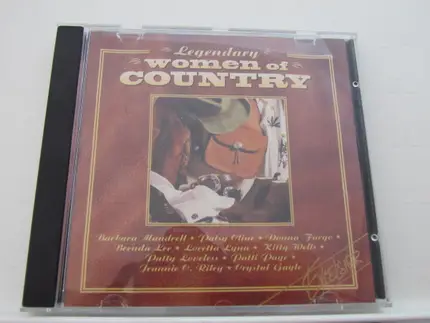 Legendary
women of
COUNTRY
Barbara Mandrell • Patsy Cline • Donna Fargo •
Brenda Lee • Loretta Lynn • Kitty Wells •
Patty Loveless • Patti Page •
Jeannie C. Riley • Crystal Gayle